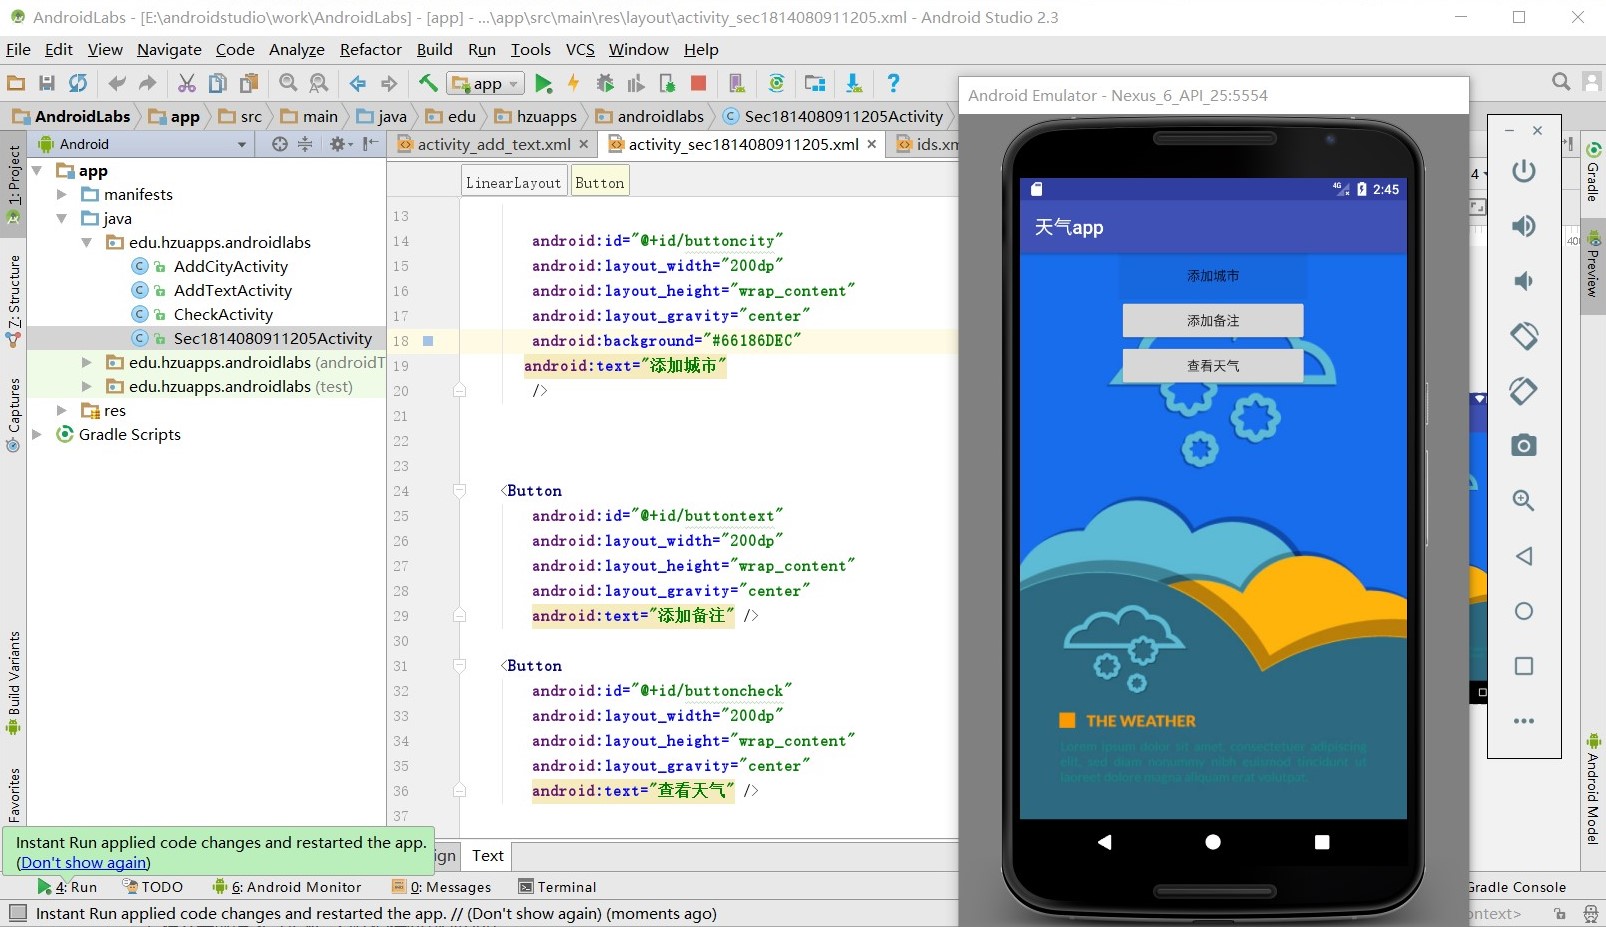 AndroidLabs - [E:\androidstudio\work\AndroidLabs] - [app] - ...\app\src\main\res\layout\activity_sec1814080911205.xml - Android Studio 2.3
File Edit View Navigate Code Analyze Refactor Build Run Tools VCS Window Help
app
AndroidLabs app src main java edu hzuapps androidlabs Sec1814080911205Activity
Android
activity_add_text.xml activity_sec1814080911205.xml ids.xm
LinearLayout Button
1: Project
Z: Structure
Captures
Build Variants
Favorites
app
manifests
java
edu.hzuapps.androidlabs
AddCityActivity
AddTextActivity
CheckActivity
Sec1814080911205Activity
edu.hzuapps.androidlabs (androidT
edu.hzuapps.androidlabs (test)
res
Gradle Scripts
13
14 android:id="@+id/buttoncity"
15 android:layout_width="200dp"
16 android:layout_height="wrap_content"
17 android:layout_gravity="center"
18 android:background="#66186DEC"
19 android:text="添加城市"
20 />
21
22
23
24 <Button
25 android:id="@+id/buttontext"
26 android:layout_width="200dp"
27 android:layout_height="wrap_content"
28 android:layout_gravity="center"
29 android:text="添加备注" />
30
31 <Button
32 android:id="@+id/buttoncheck"
33 android:layout_width="200dp"
34 android:layout_height="wrap_content"
35 android:layout_gravity="center"
36 android:text="查看天气" />
37
ign Text
Android Emulator - Nexus_6_API_25:5554
4G 2:45
天气app
添加城市
添加备注
查看天气
THE WEATHER
Lorem ipsum dolor sit amet, consectetuer adipiscing
elit, sed diam nonummy nibh euismod tincidunt ut
laoreet dolore magna aliquam erat volutpat.
4
400
Gradle
Preview
Android Model
Instant Run applied code changes and restarted the app.
(Don't show again)
4: Run TODO 6: Android Monitor 0: Messages Terminal Gradle Console
Instant Run applied code changes and restarted the app. // (Don't show again) (moments ago) ontext>